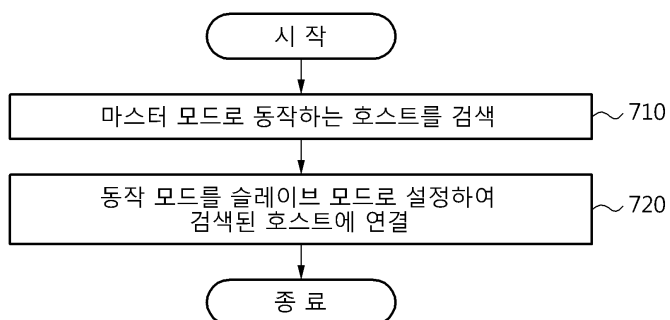 시 작
마스터 모드로 동작하는 호스트를 검색
710
동작 모드를 슬레이브 모드로 설정하여
검색된 호스트에 연결
720
종 료